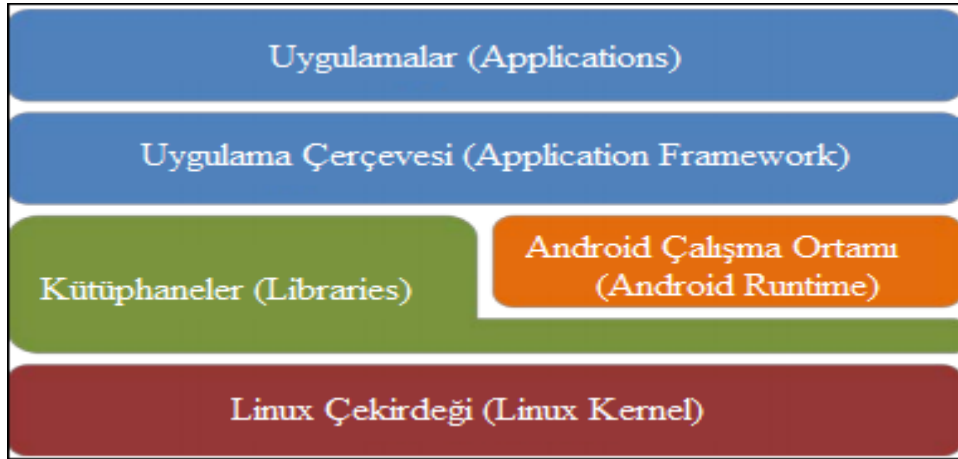 Uygulamalar (Applications)
Uygulama Çerçevesi (Application Framework)
Kütüphaneler (Libraries)
Android Çalışma Ortamı
(Android Runtime)
Linux Çekirdeği (Linux Kernel)